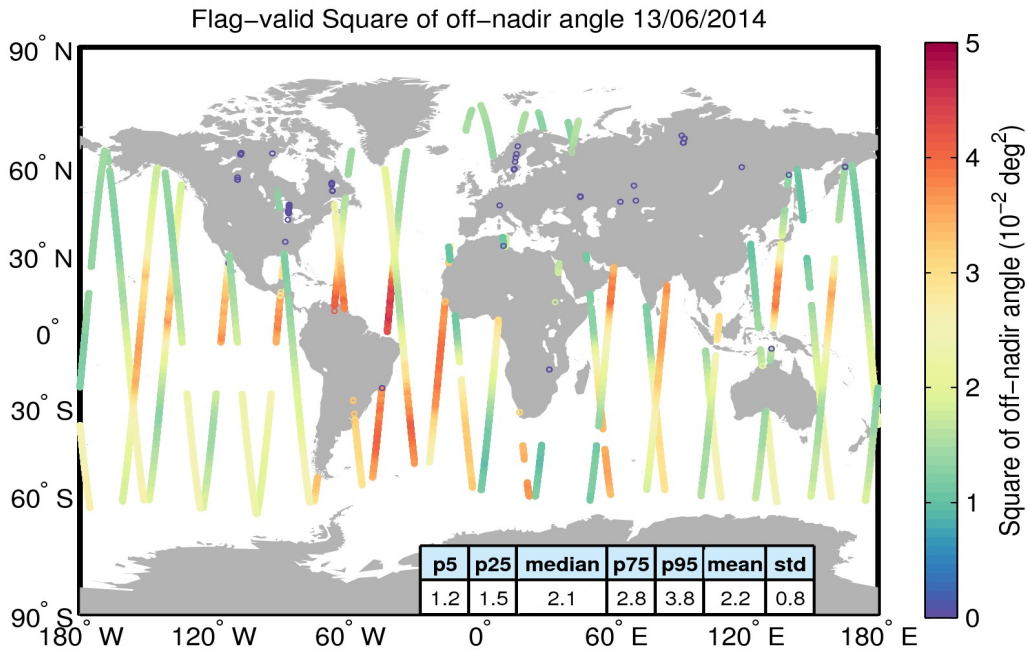 Flag−valid Square of off−nadir angle 13/06/2014
90° N
60° N
30° N
0°
30° S
60° S
90° S
180° W
120° W
60° W
0°
60° E
120° E
180° E
p5 p25 median p75 p95 mean std
1.2 1.5 2.1 2.8 3.8 2.2 0.8
5
4
3
2
1
0
Square of off−nadir angle (10⁻² deg²)